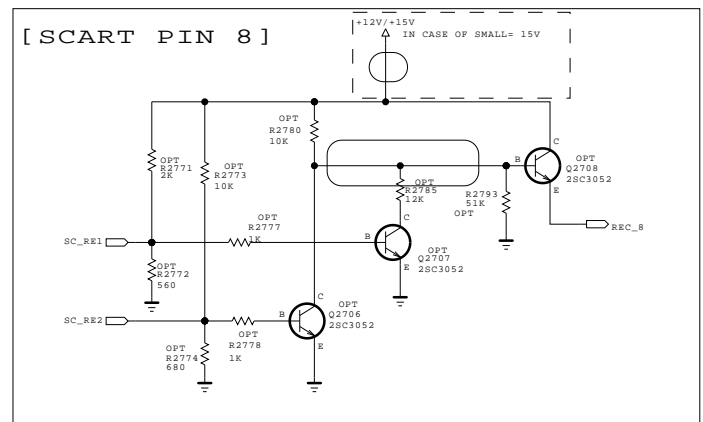 [SCART PIN 8]
+12V/+15V
IN CASE OF SMALL= 15V
OPT
R2780
10K
C
B
E
OPT
Q2708
2SC3052
OPT
R2771
2K
OPT
R2773
10K
OPT
R2785
12K
R2793
51K
OPT
REC_8
OPT
R2777
1K
SC_RE1
B
C
E
OPT
Q2707
2SC3052
OPT
R2772
560
SC_RE2
B
C
E
OPT
Q2706
2SC3052
OPT
R2774
680
OPT
R2778
1K